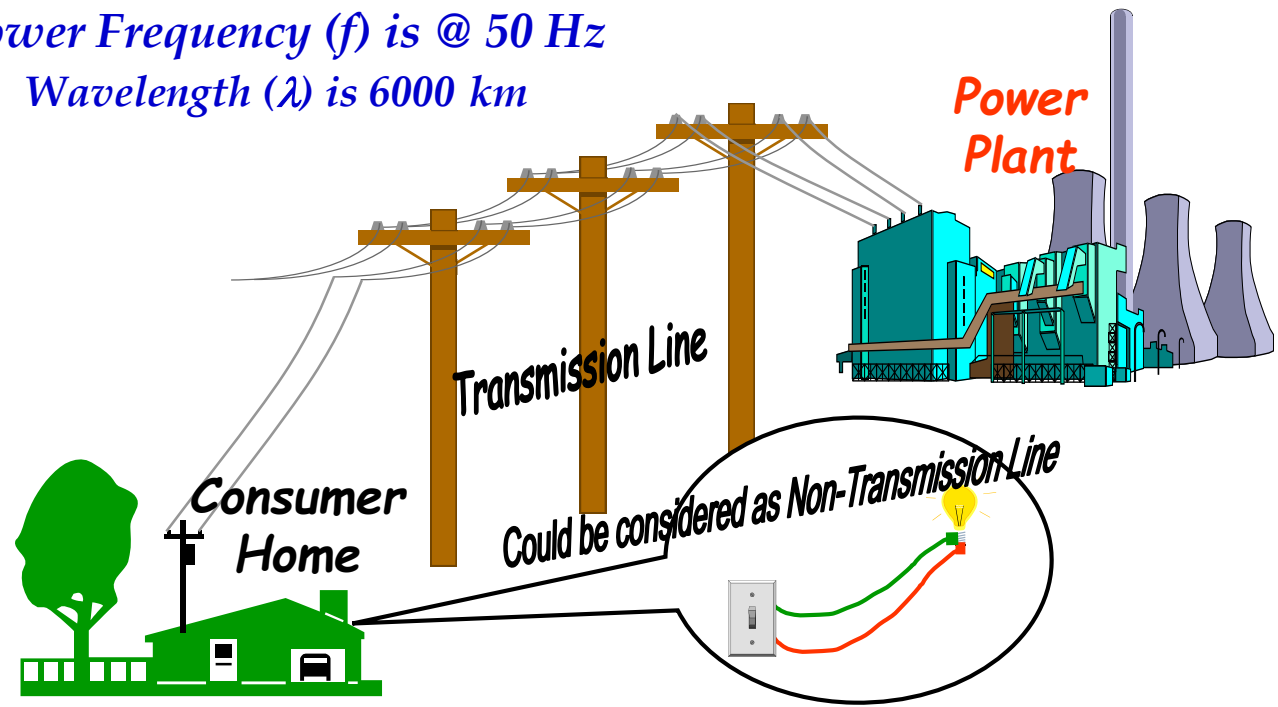 ower Frequency (f) is @ 50 Hz
Wavelength (λ) is 6000 km
Power
Plant
Transmission Line
Could be considered as Non-Transmission Line
Consumer
Home